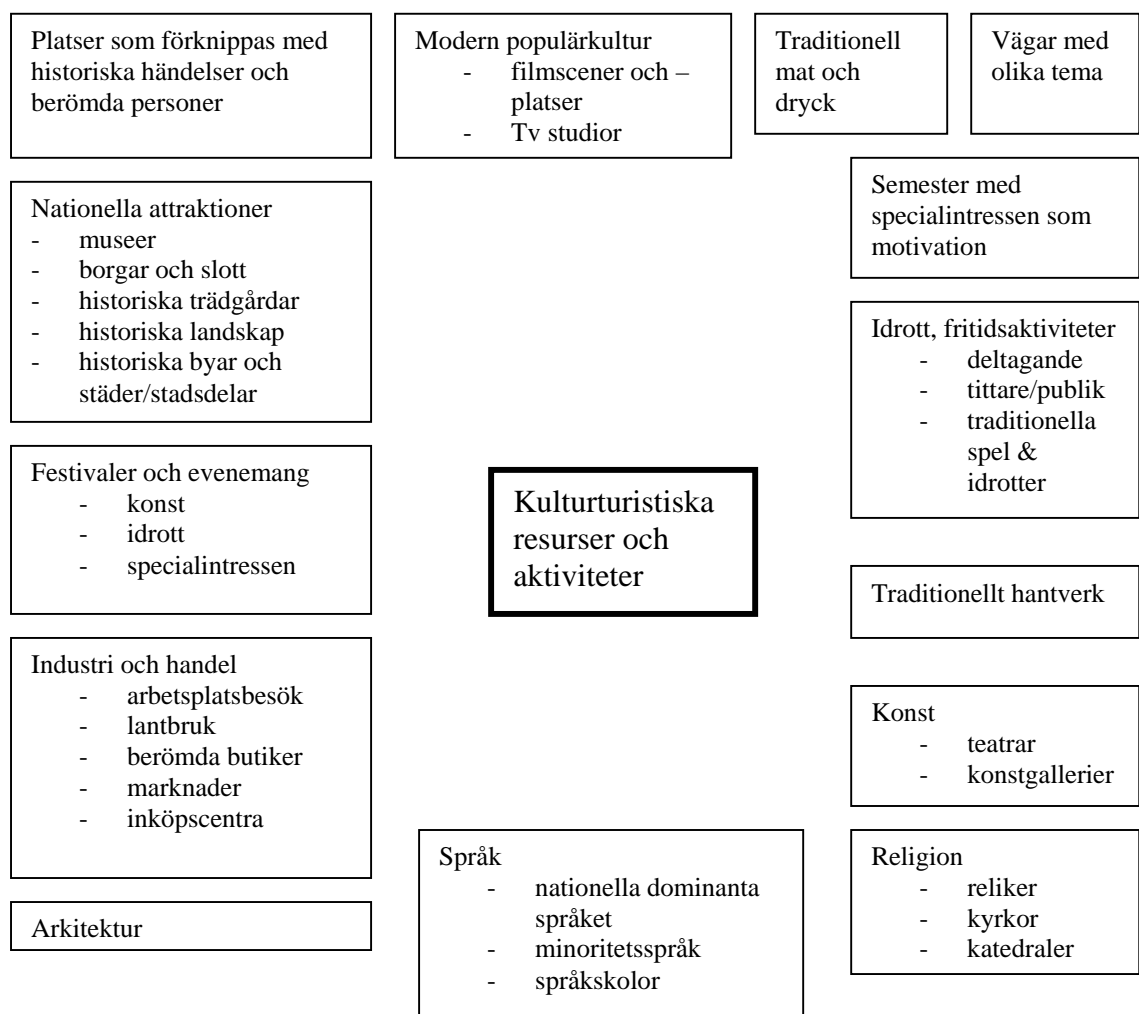 Platser som förknippas med
historiska händelser och
berömda personer
Modern populärkultur
- filmscener och –
platser
- Tv studior
Traditionell
mat och
dryck
Vägar med
olika tema
Semester med
specialintressen som
motivation
Nationella attraktioner
- museer
- borgar och slott
- historiska trädgårdar
- historiska landskap
- historiska byar och
städer/stadsdelar
Idrott, fritidsaktiviteter
- deltagande
- tittare/publik
- traditionella
spel &
idrotter
Festivaler och evenemang
- konst
- idrott
- specialintressen
Kulturturistiska
resurser och
aktiviteter
Traditionellt hantverk
Industri och handel
- arbetsplatsbesök
- lantbruk
- berömda butiker
- marknader
- inköpscentra
Konst
- teatrar
- konstgallerier
Språk
- nationella dominanta
språket
- minoritetsspråk
- språkskolor
Religion
- reliker
- kyrkor
- katedraler
Arkitektur